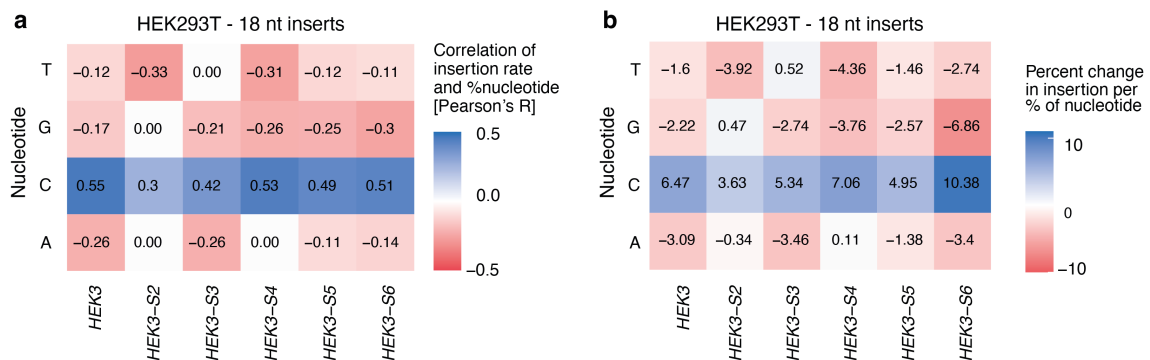 a
HEK293T - 18 nt inserts
Nucleotide
T −0.12 −0.33 0.00 −0.31 −0.12 −0.11
G −0.17 0.00 −0.21 −0.26 −0.25 −0.3
C 0.55 0.3 0.42 0.53 0.49 0.51
A −0.26 0.00 −0.26 0.00 −0.11 −0.14
HEK3 HEK3−S2 HEK3−S3 HEK3−S4 HEK3−S5 HEK3−S6
Correlation of
insertion rate
and %nucleotide
[Pearson's R]
0.5
0.0
−0.5
b
HEK293T - 18 nt inserts
Nucleotide
T −1.6 −3.92 0.52 −4.36 −1.46 −2.74
G −2.22 0.47 −2.74 −3.76 −2.57 −6.86
C 6.47 3.63 5.34 7.06 4.95 10.38
A −3.09 −0.34 −3.46 0.11 −1.38 −3.4
HEK3 HEK3−S2 HEK3−S3 HEK3−S4 HEK3−S5 HEK3−S6
Percent change
in insertion per
% of nucleotide
10
0
−10